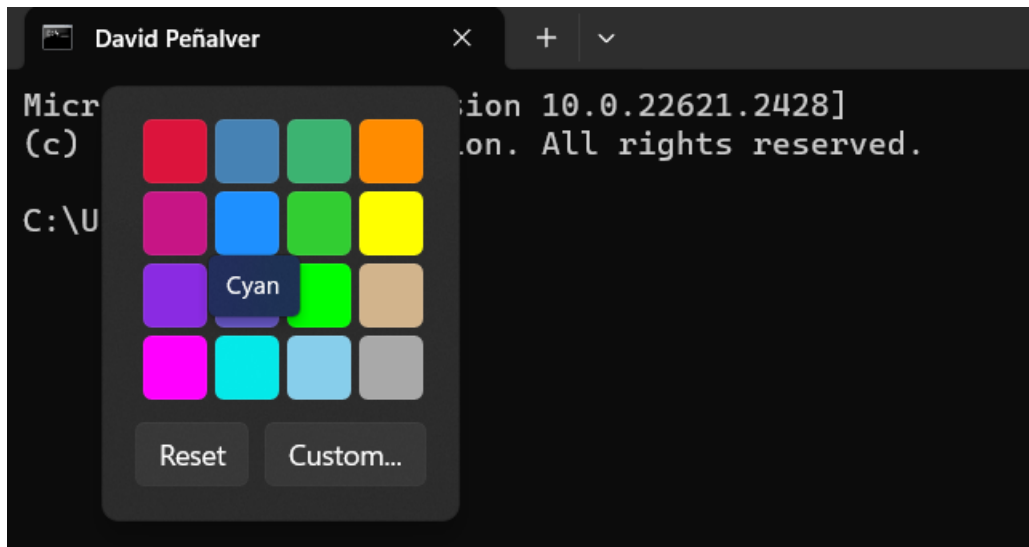 David Peñalver
Micr sion 10.0.22621.2428]
(c) on. All rights reserved.
C:\U
Cyan
Reset Custom...